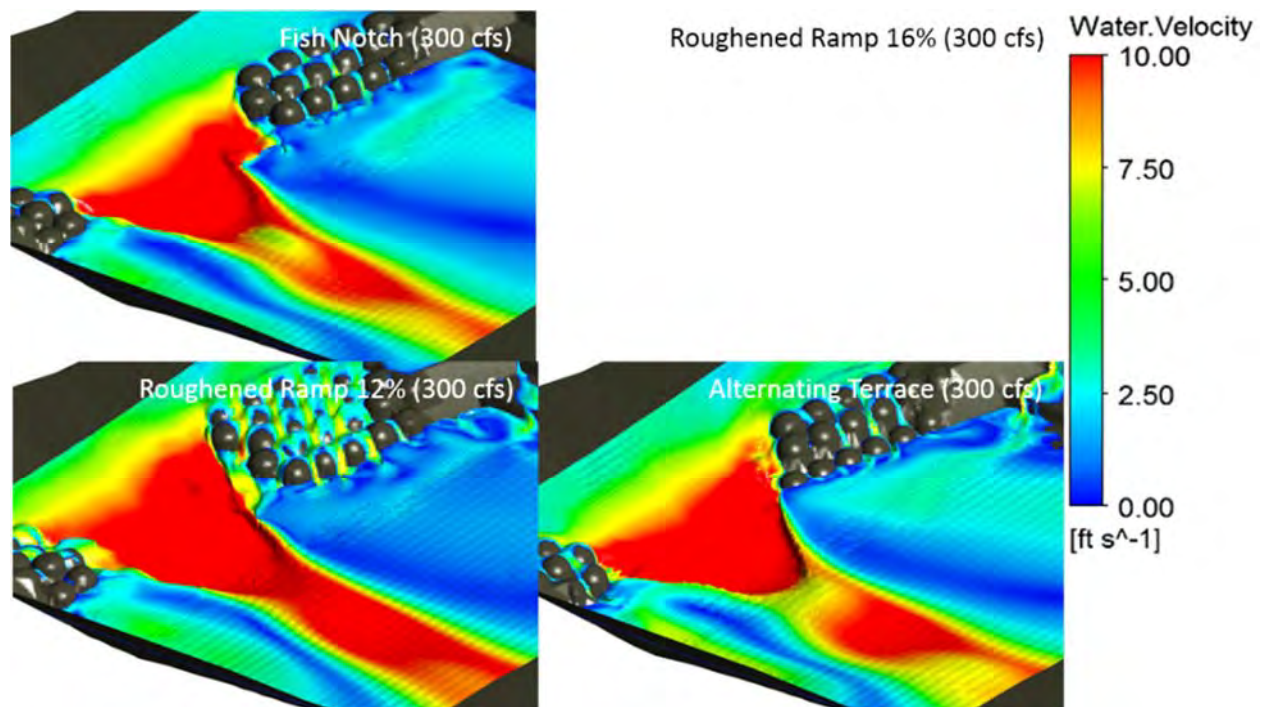 Fish Notch (300 cfs)
Roughened Ramp 16% (300 cfs)
Water.Velocity
10.00
7.50
5.00
2.50
0.00
[ft s^-1]
Roughened Ramp 12% (300 cfs)
Alternating Terrace (300 cfs)